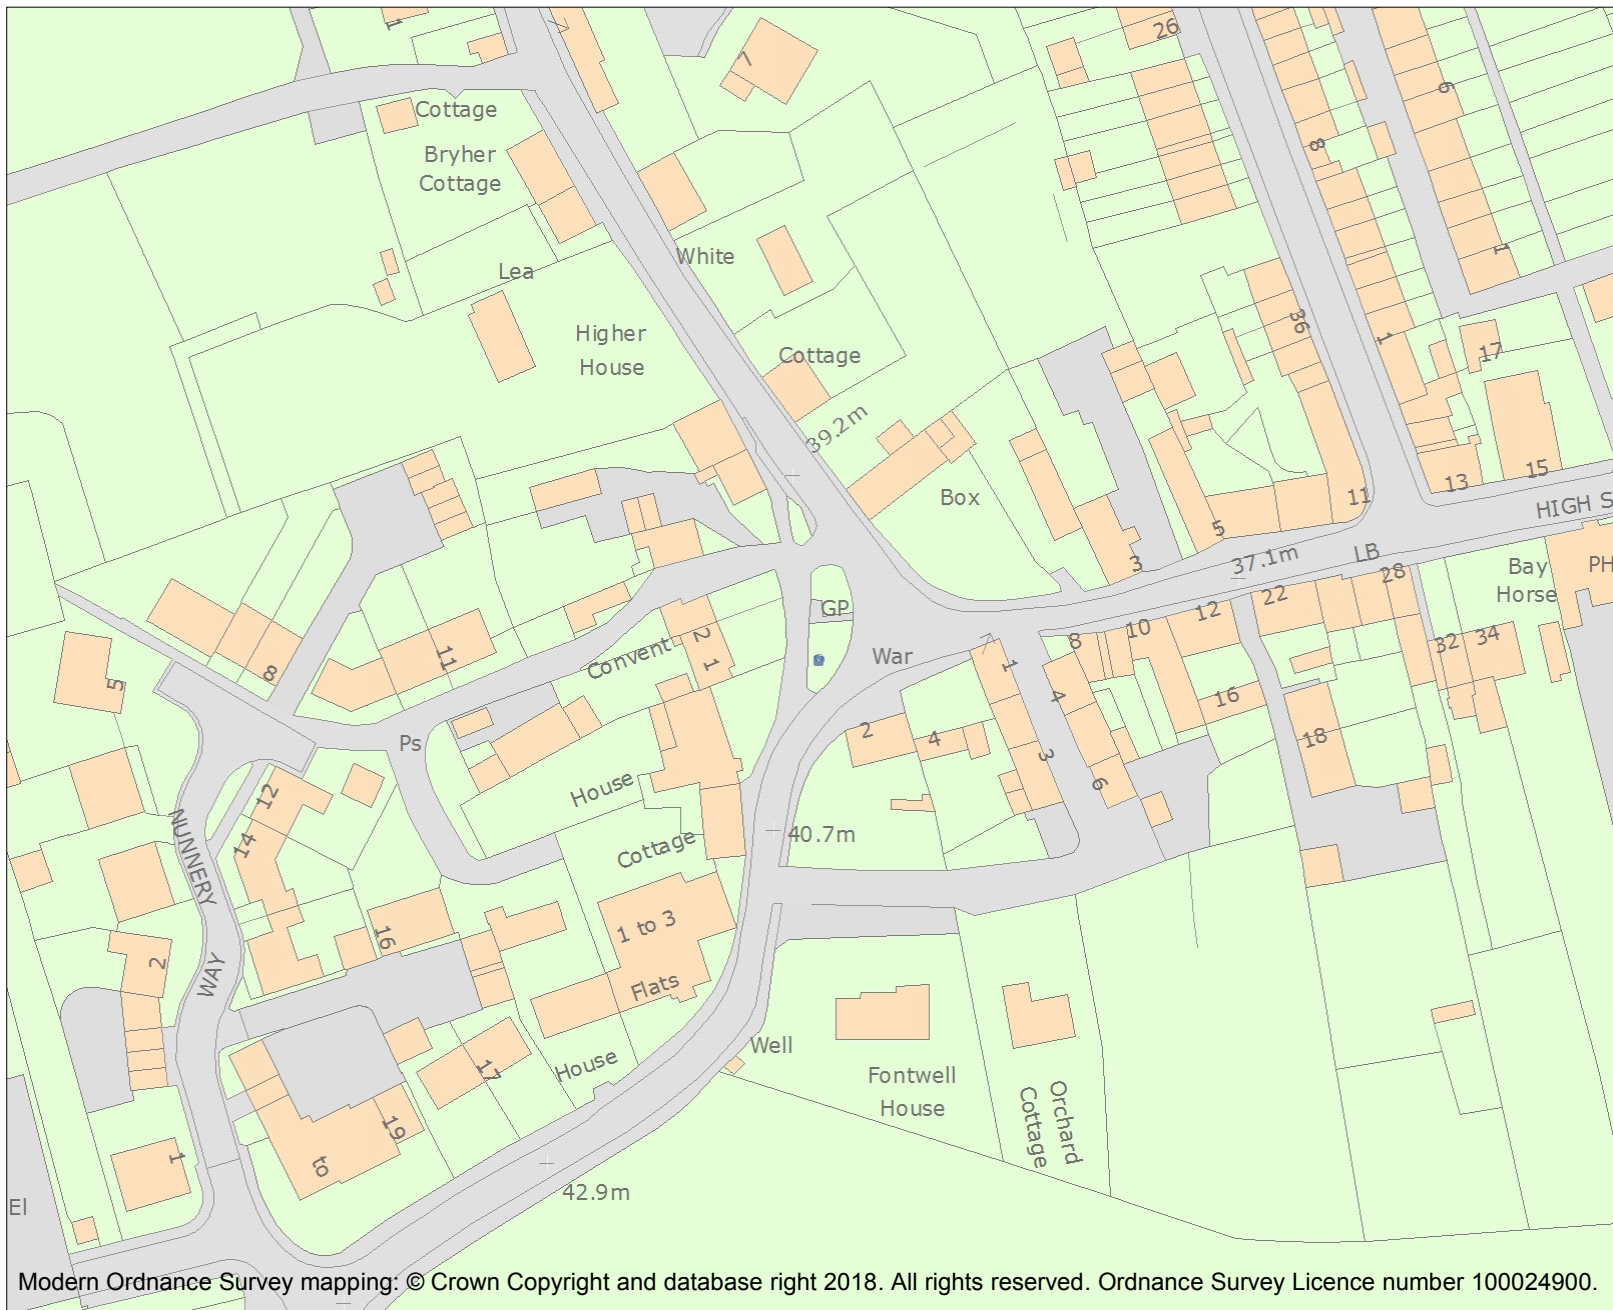 1
7
7
26
Cottage
Bryher
Cottage
8
9
Lea
White
Higher
House
Cottage
36
1
1
17
39.2m
Box
11
13
15
HIGH S
5
3
37.1m
LB
28
22
12
10
8
Bay
Horse
PH
32
34
GP
War
Convent
2
1
11
8
5
Ps
2
4
1
3
4
6
16
18
House
Cottage
40.7m
12
14
NUNNERY
WAY
16
2
1 to 3
Flats
House
17
19
to
1
Well
Fontwell
House
Orchard
Cottage
42.9m
El
Modern Ordnance Survey mapping: © Crown Copyright and database right 2018. All rights reserved. Ordnance Survey Licence number 100024900.